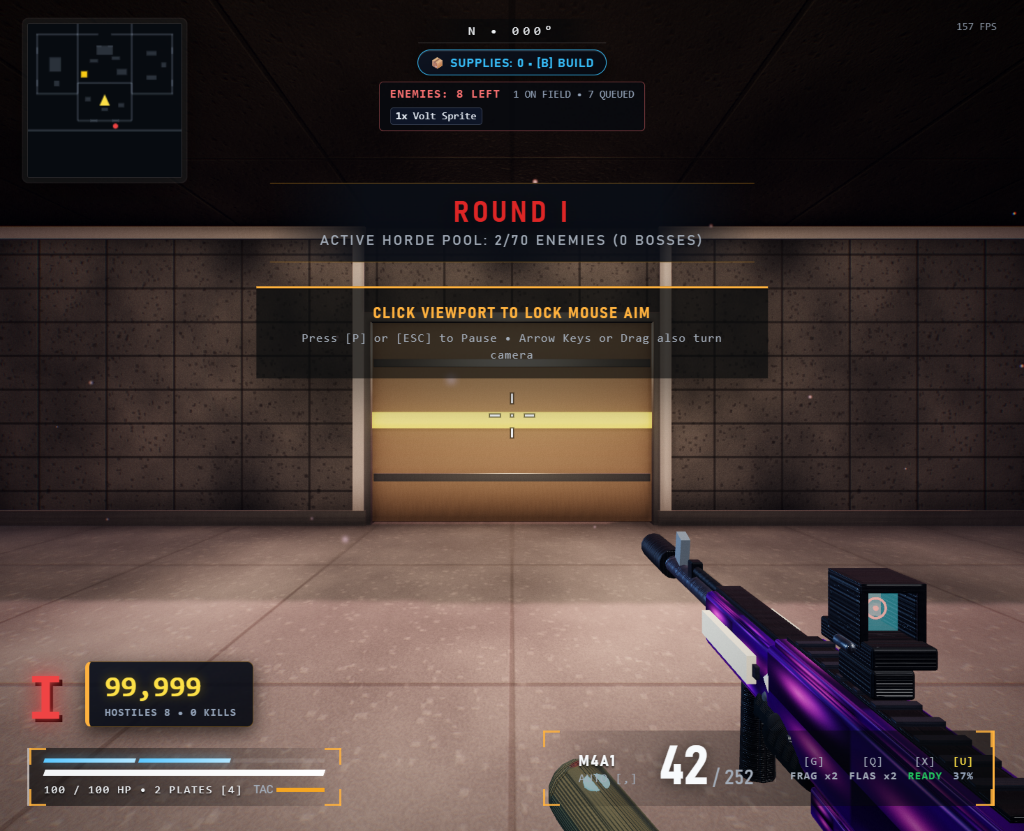 N • 000°
157 FPS
📦 SUPPLIES: 0 • [B] BUILD
ENEMIES: 8 LEFT 1 ON FIELD • 7 QUEUED
1x Volt Sprite
ROUND I
ACTIVE HORDE POOL: 2/70 ENEMIES (0 BOSSES)
CLICK VIEWPORT TO LOCK MOUSE AIM
Press [P] or [ESC] to Pause • Arrow Keys or Drag also turn
camera
I
99,999
HOSTILES 8 • 0 KILLS
100 / 100 HP • 2 PLATES [4] TAC
M4A1
AUTO [,]
42 / 252
[G] [Q] [X] [U]
FRAG x2 FLAS x2 READY 37%